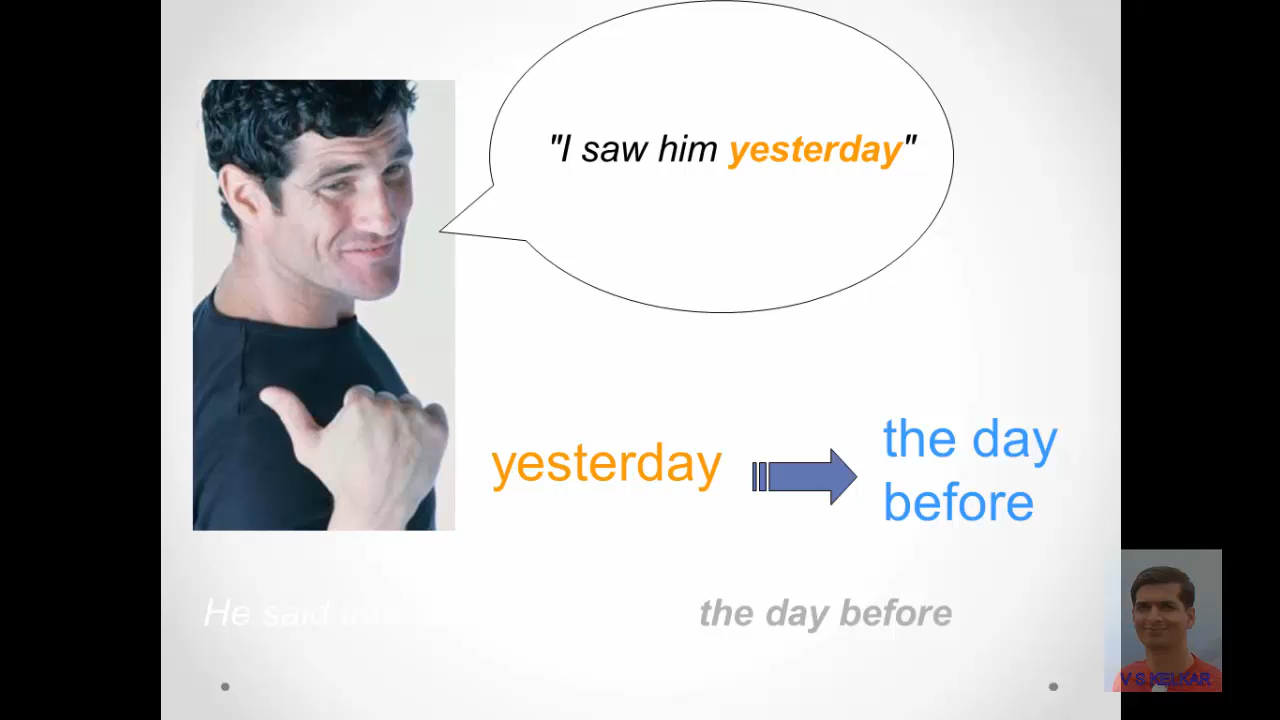 "I saw him yesterday"
yesterday
the day
before
He said the day before
V S KELKAR